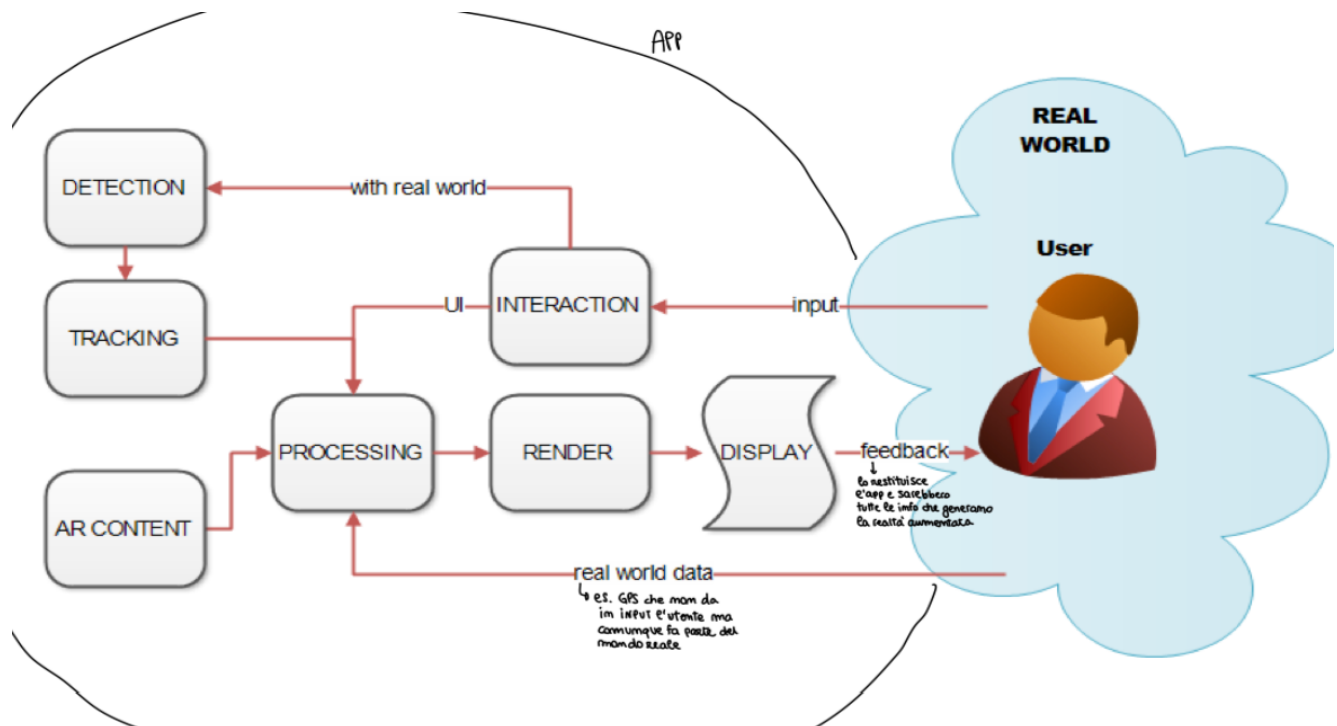 APP
REAL
WORLD
DETECTION
with real world
User
TRACKING
UI
INTERACTION
input
PROCESSING
RENDER
DISPLAY
feedback
lo restituisce
l'app e sarebbero
tutte le info che generano
la realtà aumentata
AR CONTENT
real world data
es. GPS che non da
in INPUT l'utente ma
comunque fa parte del
mondo reale